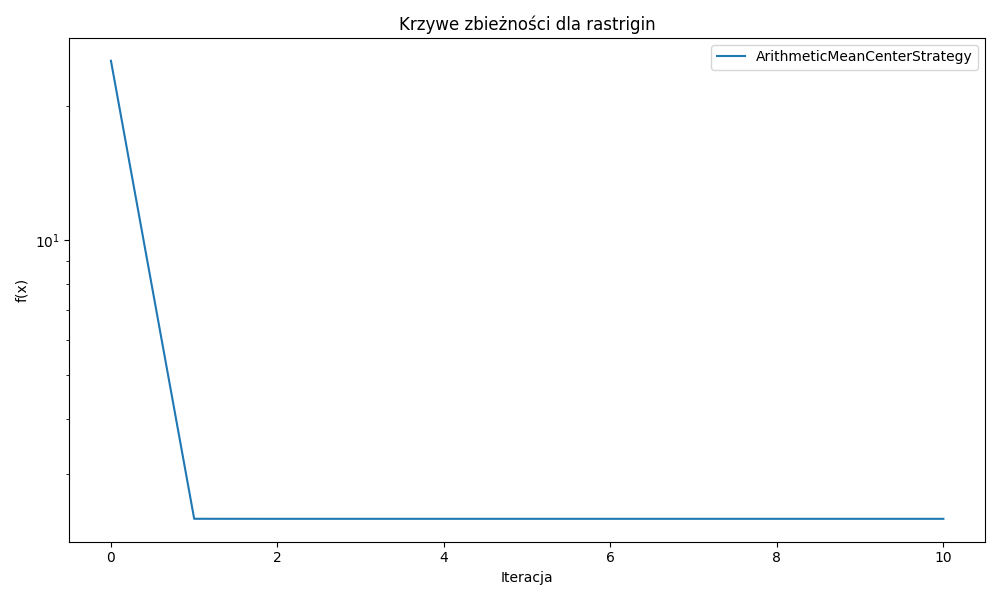 Krzywe zbieżności dla rastrigin
ArithmeticMeanCenterStrategy
10¹
f(x)
0 2 4 6 8 10
Iteracja